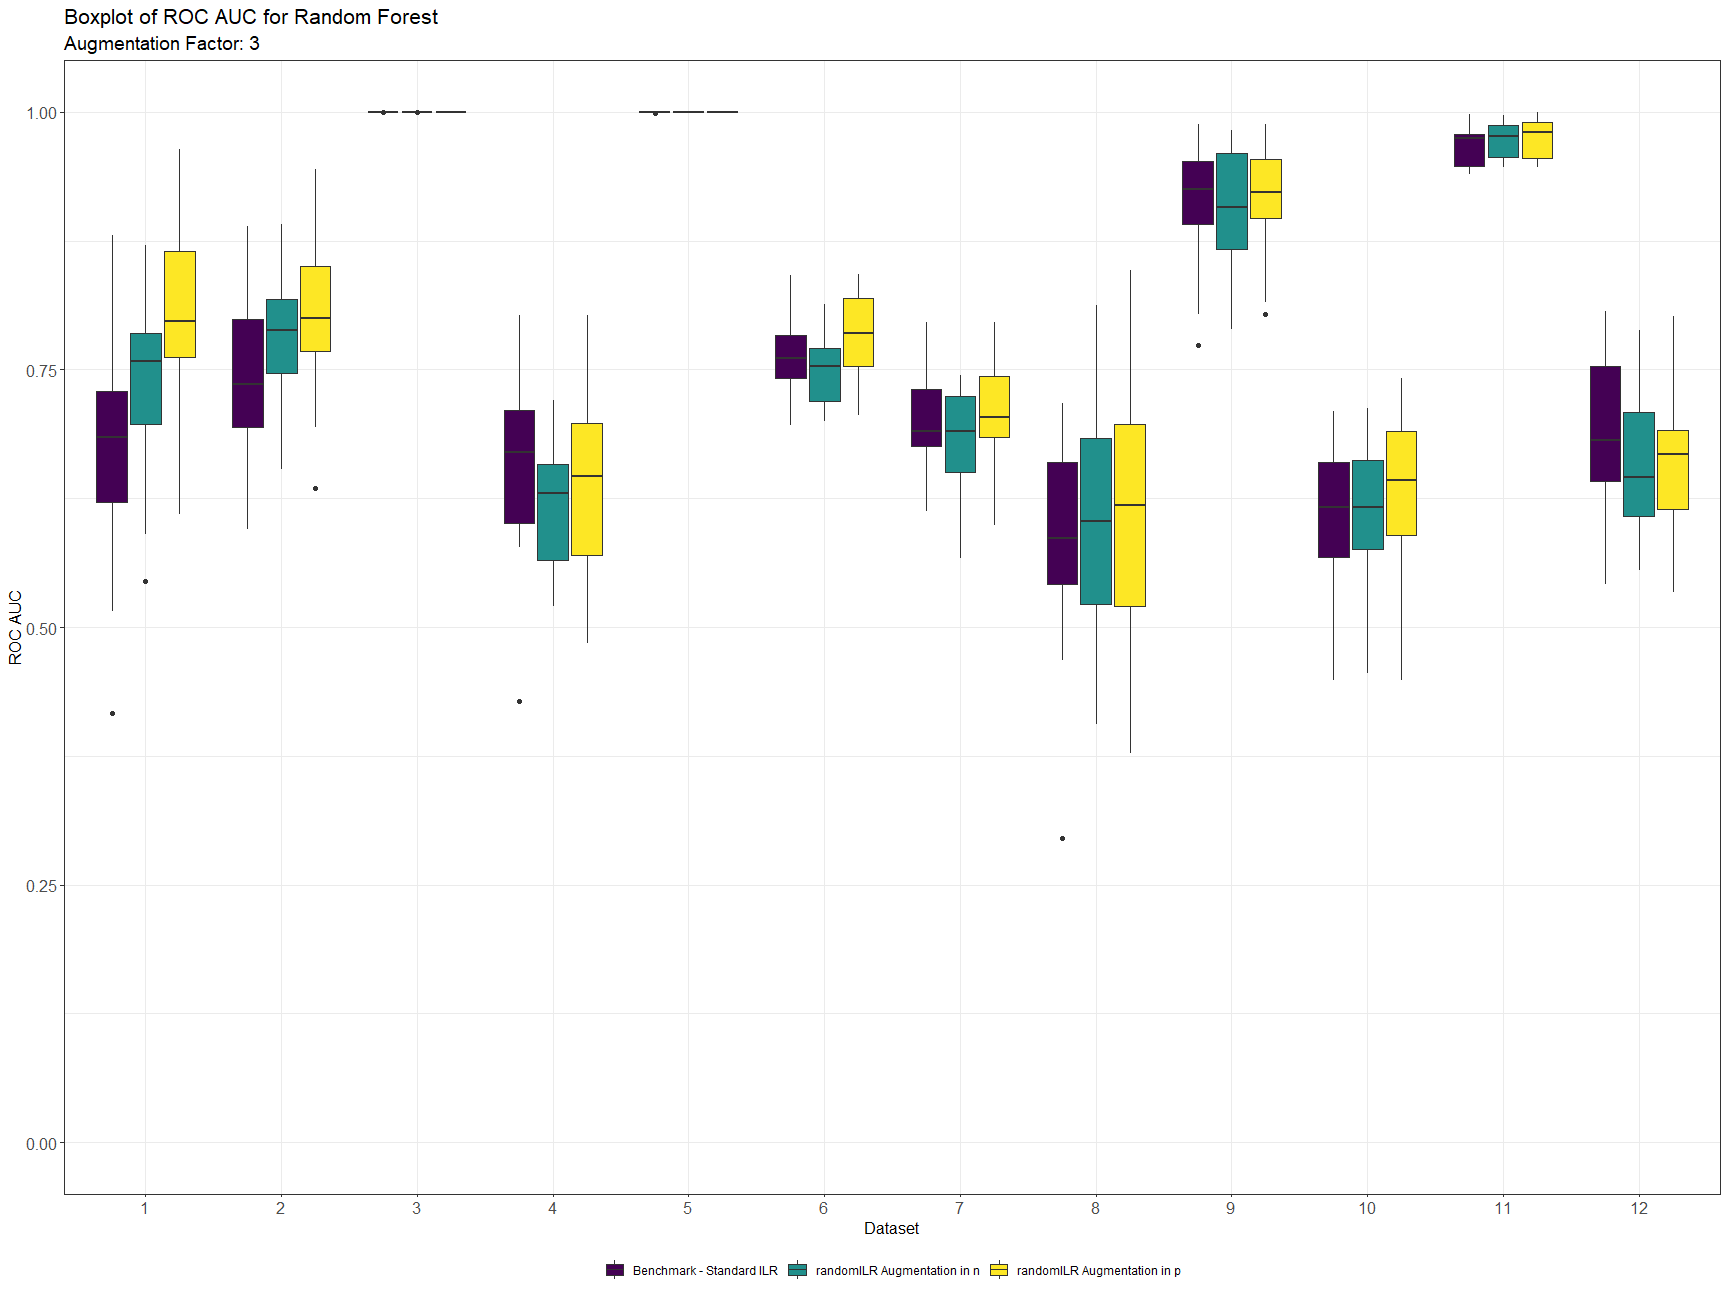 Boxplot of ROC AUC for Random Forest
Augmentation Factor: 3
ROC AUC
1.00
0.75
0.50
0.25
0.00
1 2 3 4 5 6 7 8 9 10 11 12
Dataset
Benchmark - Standard ILR randomILR Augmentation in n randomILR Augmentation in p